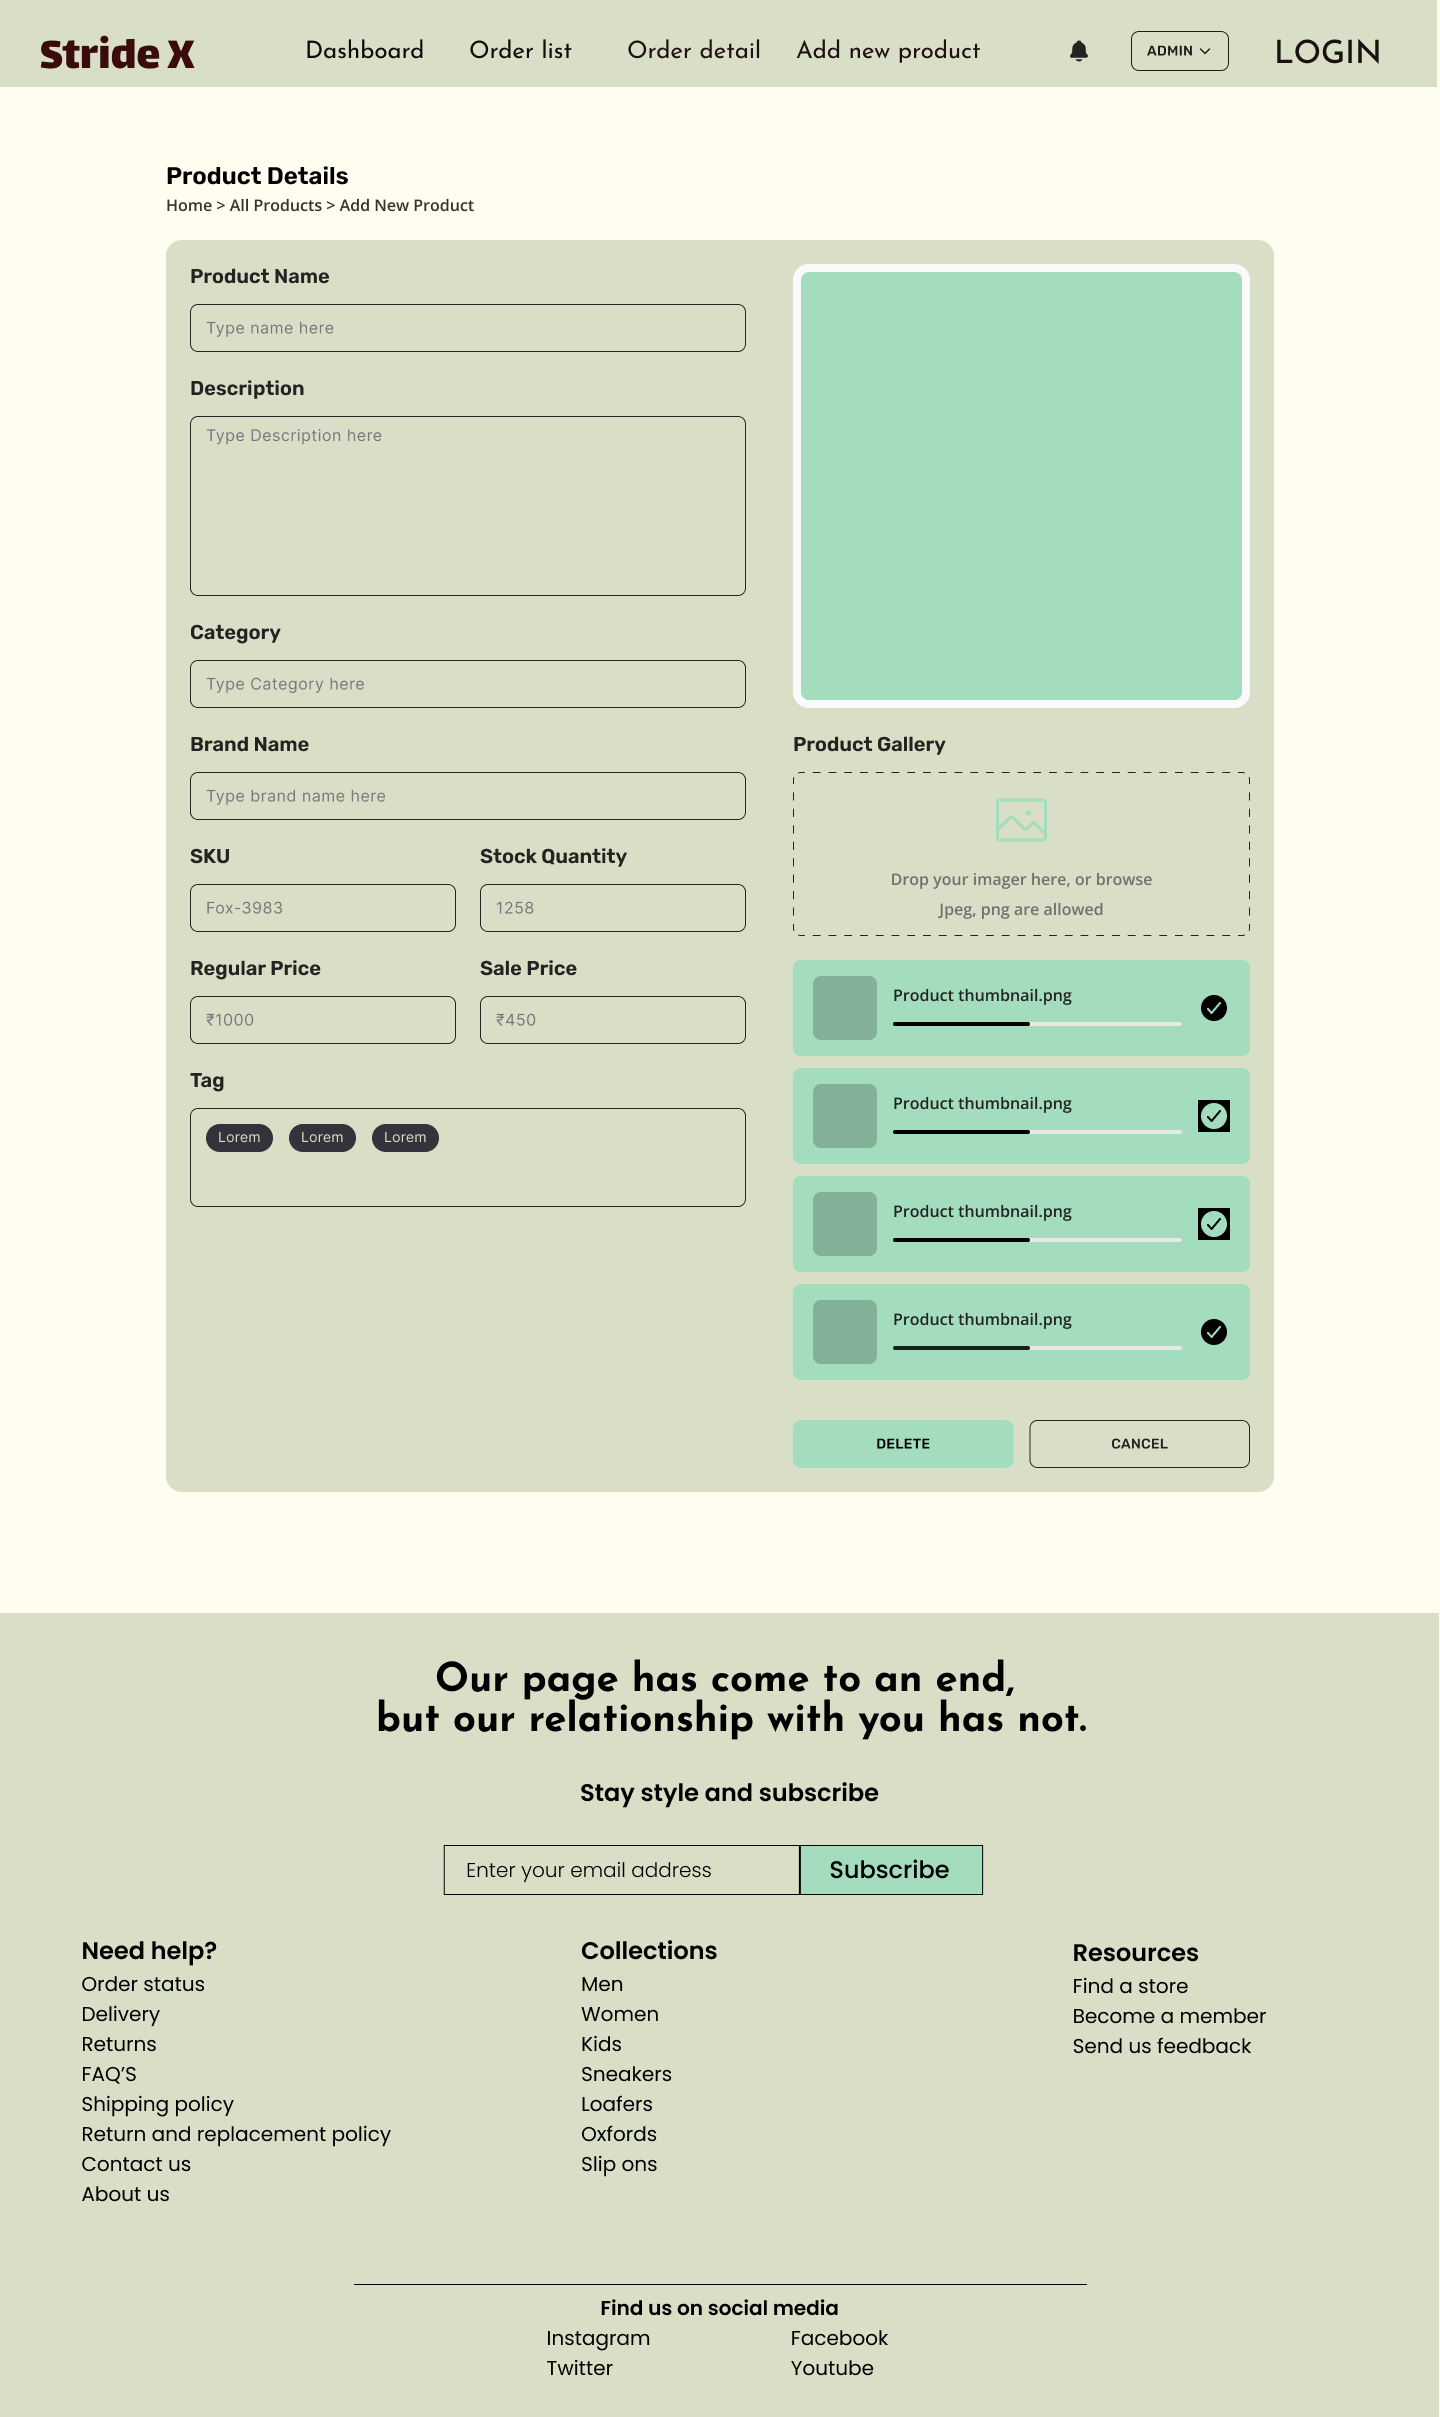 Stride X
Dashboard
Order list
Order detail
Add new product
ADMIN
LOGIN
Product Details
Home > All Products > Add New Product
Product Name
Type name here
Description
Type Description here
Category
Type Category here
Brand Name
Type brand name here
SKU
Stock Quantity
Fox-3983
1258
Regular Price
Sale Price
₹1000
₹450
Tag
Lorem
Lorem
Lorem
Product Gallery
Drop your imager here, or browse
Jpeg, png are allowed
Product thumbnail.png
Product thumbnail.png
Product thumbnail.png
Product thumbnail.png
DELETE
CANCEL
Our page has come to an end,
but our relationship with you has not.
Stay style and subscribe
Enter your email address
Subscribe
Need help?
Order status
Delivery
Returns
FAQ’S
Shipping policy
Return and replacement policy
Contact us
About us
Collections
Men
Women
Kids
Sneakers
Loafers
Oxfords
Slip ons
Resources
Find a store
Become a member
Send us feedback
Find us on social media
Instagram
Facebook
Twitter
Youtube